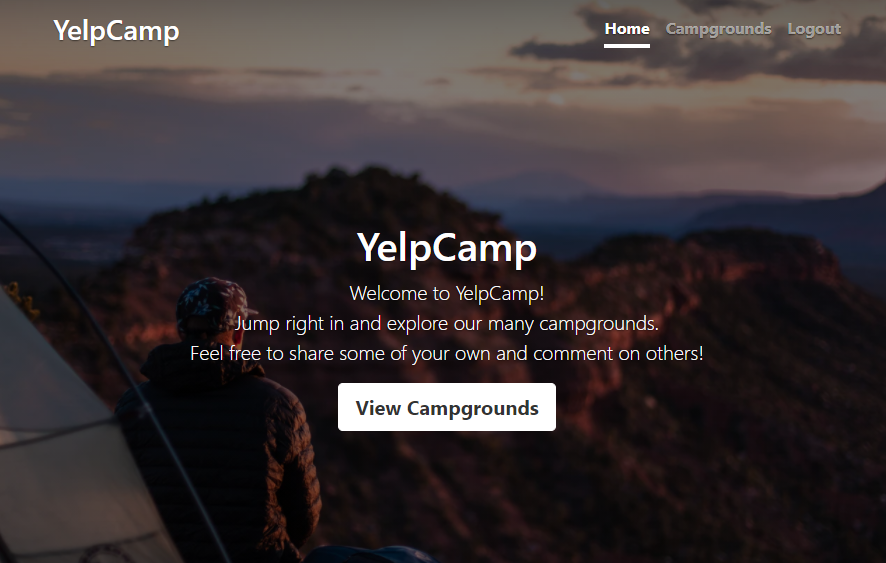 YelpCamp
Home Campgrounds Logout
YelpCamp
Welcome to YelpCamp!
Jump right in and explore our many campgrounds.
Feel free to share some of your own and comment on others!
View Campgrounds